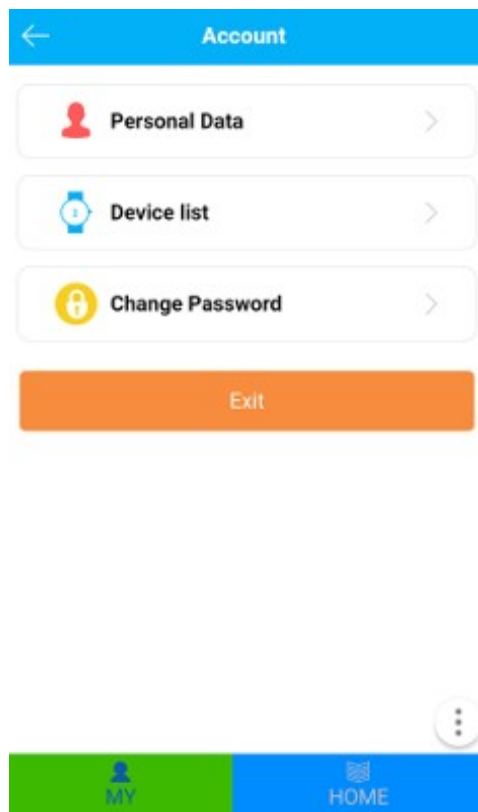 Account
Personal Data
Device list
Change Password
Exit
MY
HOME